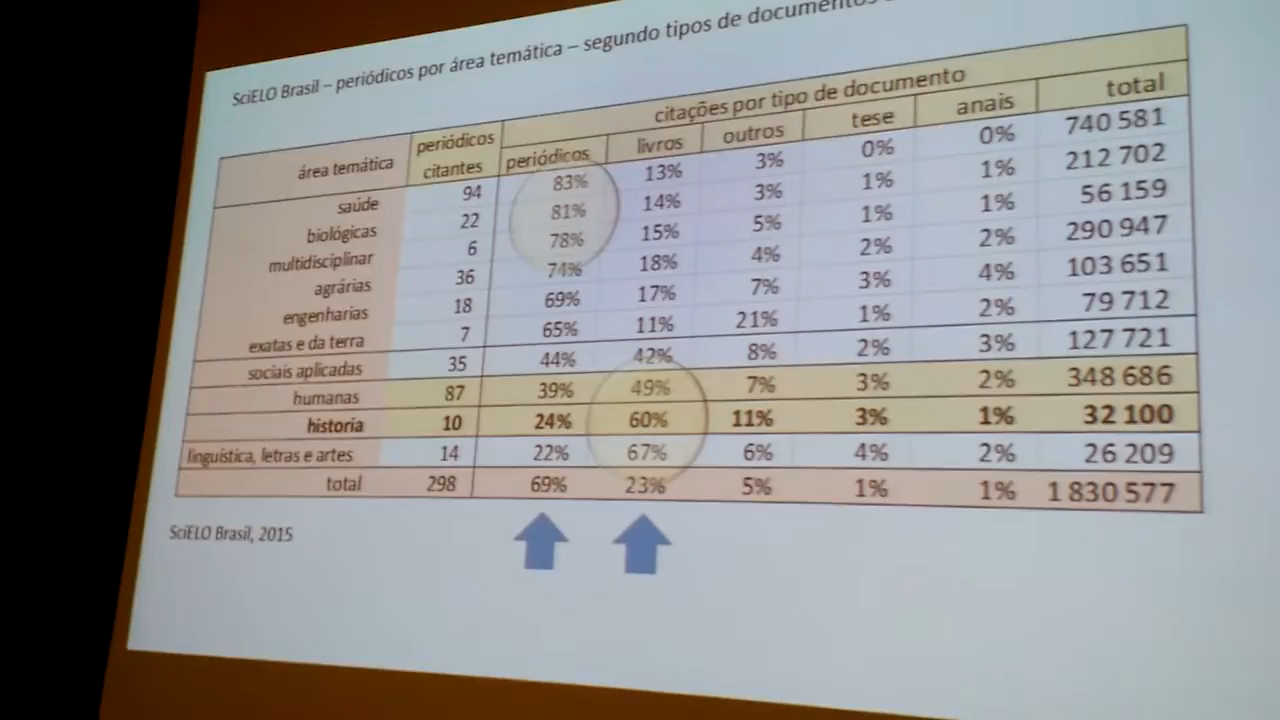 SciELO Brasil – periódicos por área temática – segundo tipos de documentos
citações por tipo de documento
área temática periódicos citantes periódicos livros outros tese anais total
saúde 94 83% 13% 3% 0% 0% 740 581
biológicas 22 81% 14% 3% 1% 1% 212 702
multidisciplinar 6 78% 15% 5% 1% 1% 56 159
agrárias 36 74% 18% 4% 2% 2% 290 947
engenharias 18 69% 17% 7% 3% 4% 103 651
exatas e da terra 7 65% 11% 21% 1% 2% 79 712
sociais aplicadas 35 44% 42% 8% 2% 3% 127 721
humanas 87 39% 49% 7% 3% 2% 348 686
historia 10 24% 60% 11% 3% 1% 32 100
linguística, letras e artes 14 22% 67% 6% 4% 2% 26 209
total 298 69% 23% 5% 1% 1% 1 830 577
SciELO Brasil, 2015